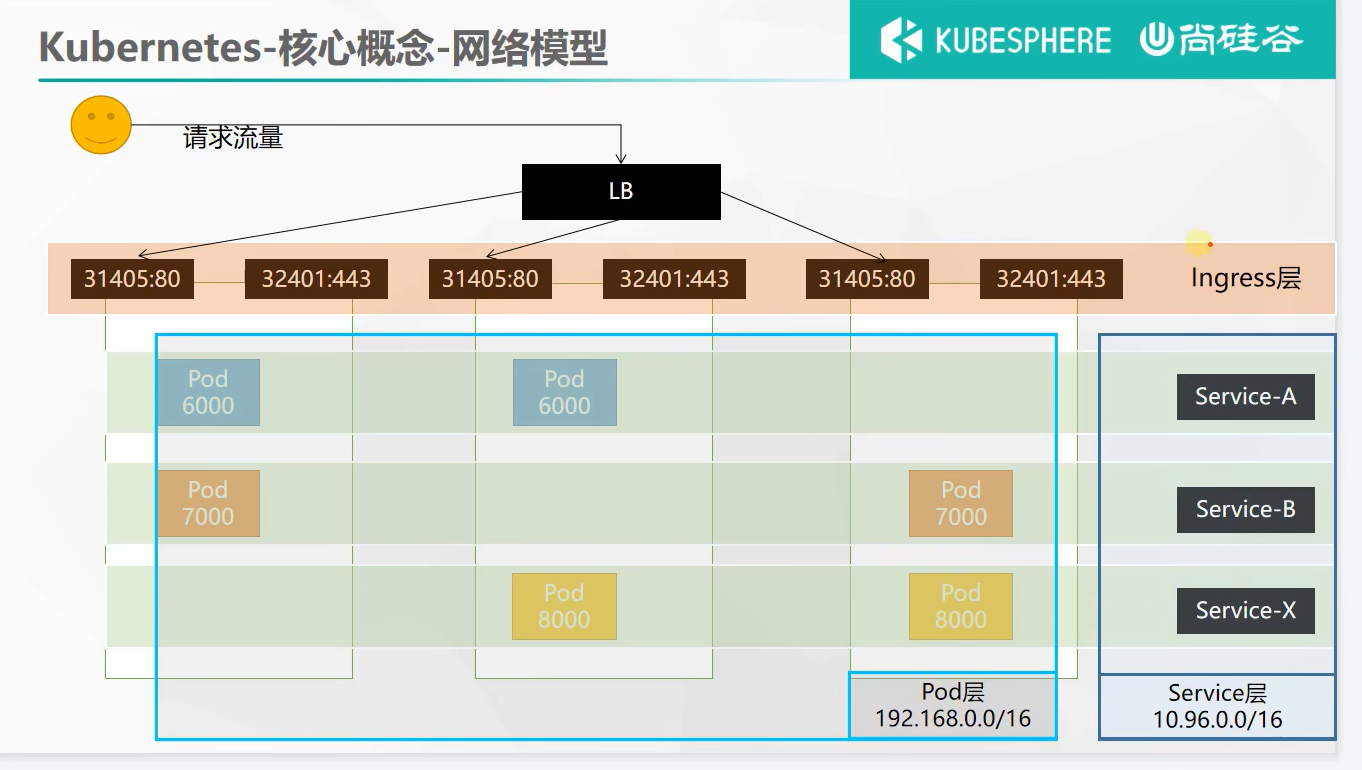 Kubernetes-核心概念-网络模型
KUBESPHERE 尚硅谷
请求流量
LB
31405:80 32401:443 31405:80 32401:443 31405:80 32401:443 Ingress层
Pod
6000
Pod
6000
Service-A
Pod
7000
Pod
7000
Service-B
Pod
8000
Pod
8000
Service-X
Pod层
192.168.0.0/16
Service层
10.96.0.0/16